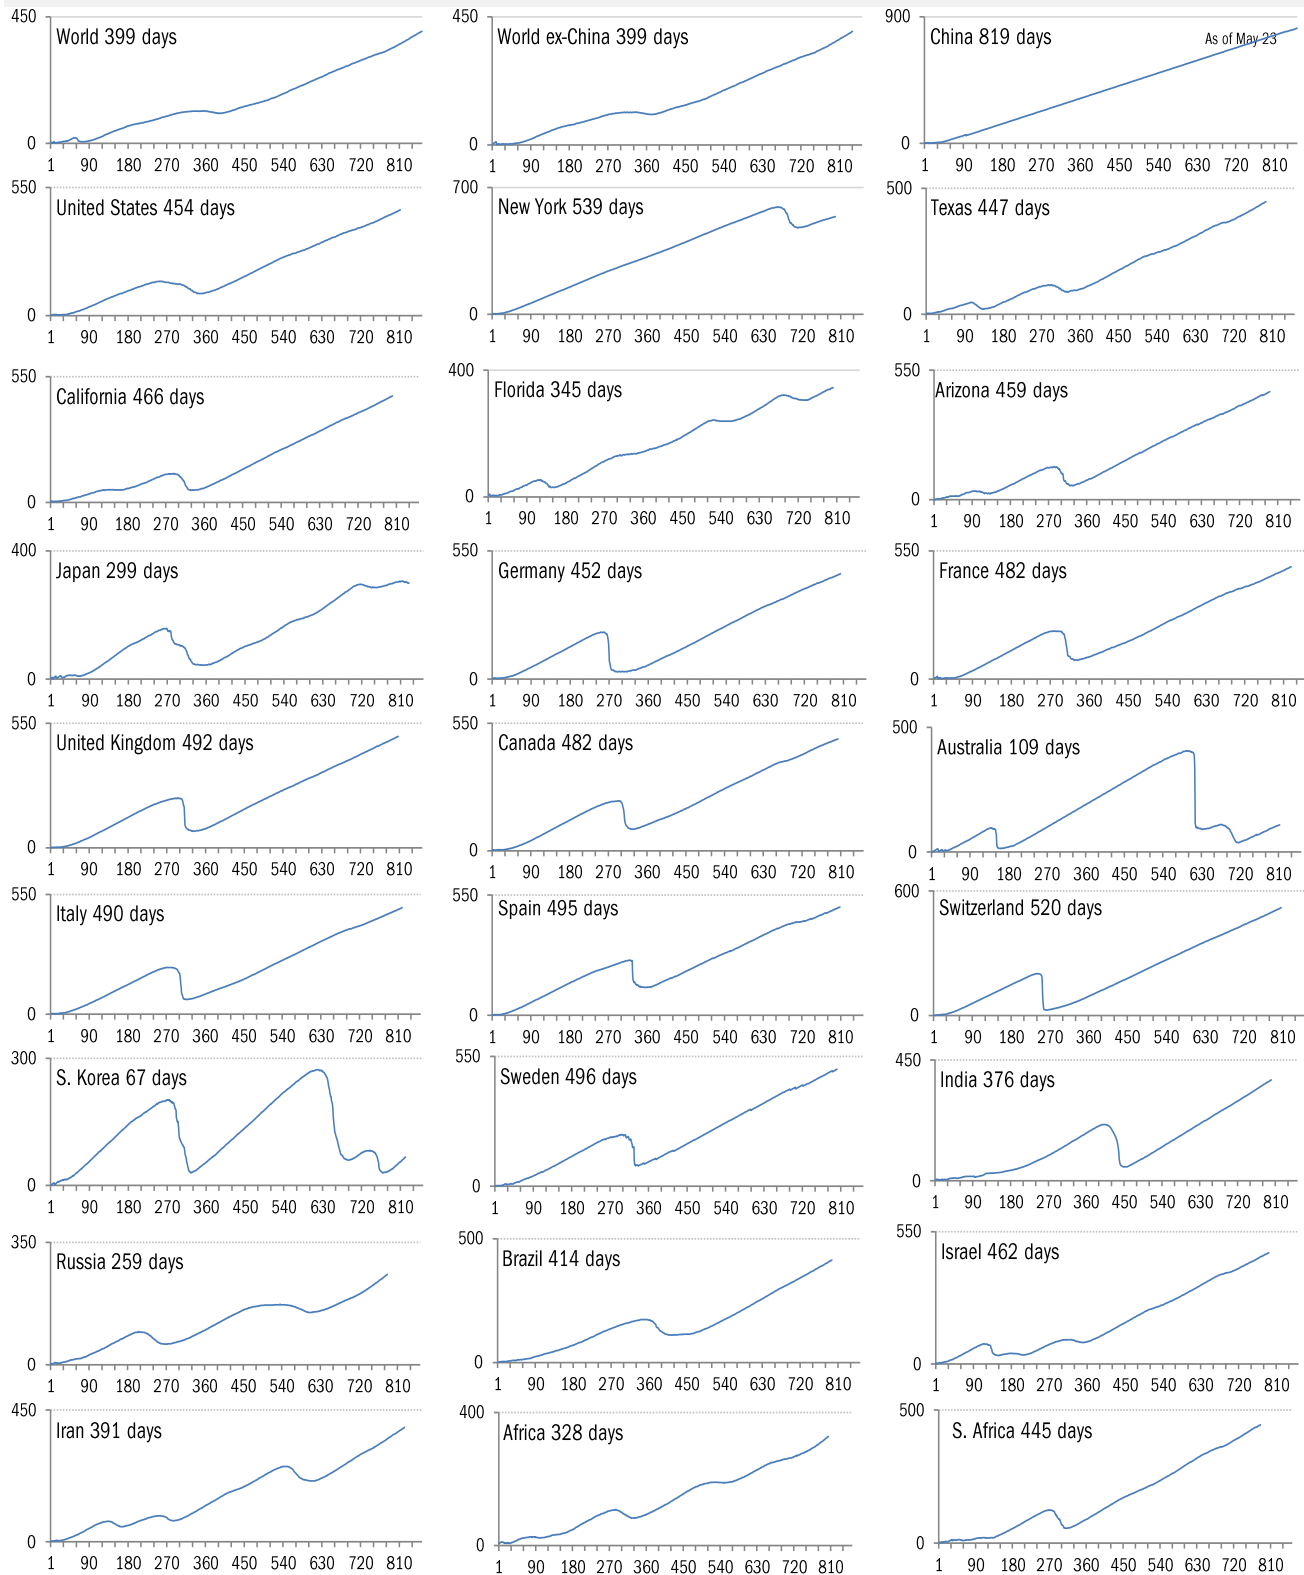 450
World 399 days
0
1 90 180 270 360 450 540 630 720 810
450
World ex-China 399 days
0
1 90 180 270 360 450 540 630 720 810
900
China 819 days
As of May 23
0
1 90 180 270 360 450 540 630 720 810
550
United States 454 days
0
1 90 180 270 360 450 540 630 720 810
700
New York 539 days
0
1 90 180 270 360 450 540 630 720 810
500
Texas 447 days
0
1 90 180 270 360 450 540 630 720 810
550
California 466 days
0
1 90 180 270 360 450 540 630 720 810
400
Florida 345 days
0
1 90 180 270 360 450 540 630 720 810
550
Arizona 459 days
0
1 90 180 270 360 450 540 630 720 810
400
Japan 299 days
0
1 90 180 270 360 450 540 630 720 810
550
Germany 452 days
0
1 90 180 270 360 450 540 630 720 810
550
France 482 days
0
1 90 180 270 360 450 540 630 720 810
550
United Kingdom 492 days
0
1 90 180 270 360 450 540 630 720 810
550
Canada 482 days
0
1 90 180 270 360 450 540 630 720 810
500
Australia 109 days
0
1 90 180 270 360 450 540 630 720 810
550
Italy 490 days
0
1 90 180 270 360 450 540 630 720 810
550
Spain 495 days
0
1 90 180 270 360 450 540 630 720 810
600
Switzerland 520 days
0
1 90 180 270 360 450 540 630 720 810
300
S. Korea 67 days
0
1 90 180 270 360 450 540 630 720 810
550
Sweden 496 days
0
1 90 180 270 360 450 540 630 720 810
450
India 376 days
0
1 90 180 270 360 450 540 630 720 810
350
Russia 259 days
0
1 90 180 270 360 450 540 630 720 810
500
Brazil 414 days
0
1 90 180 270 360 450 540 630 720 810
550
Israel 462 days
0
1 90 180 270 360 450 540 630 720 810
450
Iran 391 days
0
1 90 180 270 360 450 540 630 720 810
400
Africa 328 days
0
1 90 180 270 360 450 540 630 720 810
500
S. Africa 445 days
0
1 90 180 270 360 450 540 630 720 810